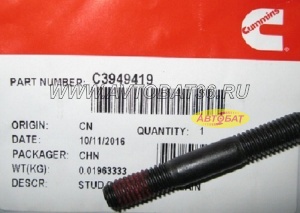 Cummins
PART NUMBER: C3949419
WWW.АВТОБАТ96.RU
АВТОБАТ
ORIGIN: CN QUANTITY: 1
DATE: 10/11/2016
PACKAGER: CHN
WT(KG) 0.01963333
DESCR: STUD